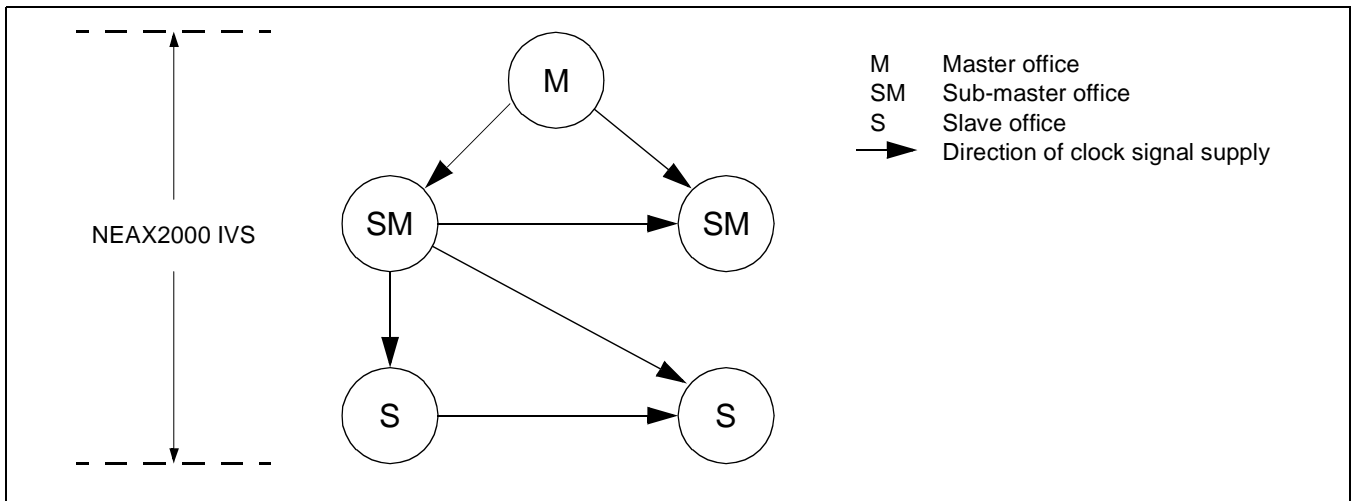 M
M Master office
SM Sub-master office
S Slave office
Direction of clock signal supply
SM
SM
NEAX2000 IVS
S
S